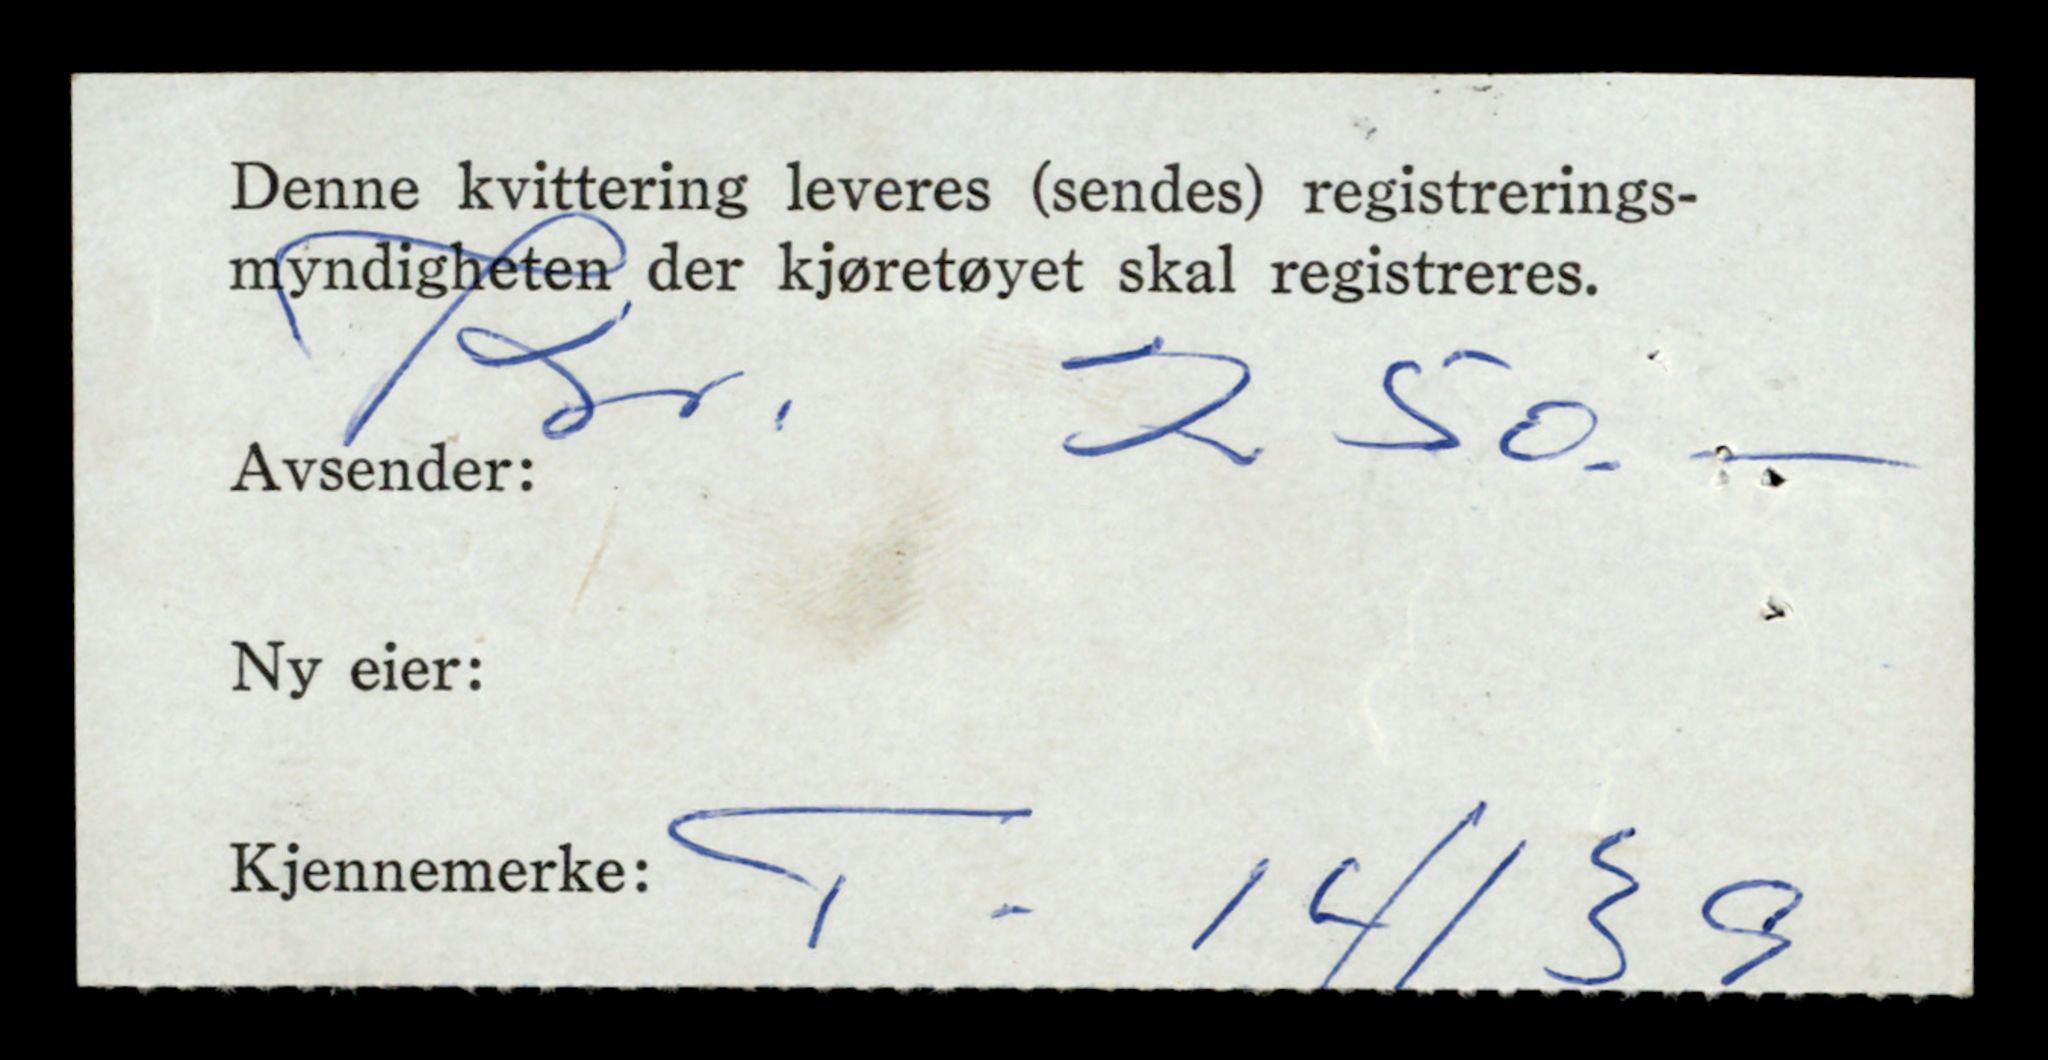 Denne kvittering leveres (sendes) registrerings-
myndigheten der kjøretøyet skal registreres.
Kr. 250.—
Avsender:
Ny eier:
Kjennemerke: T - 14139